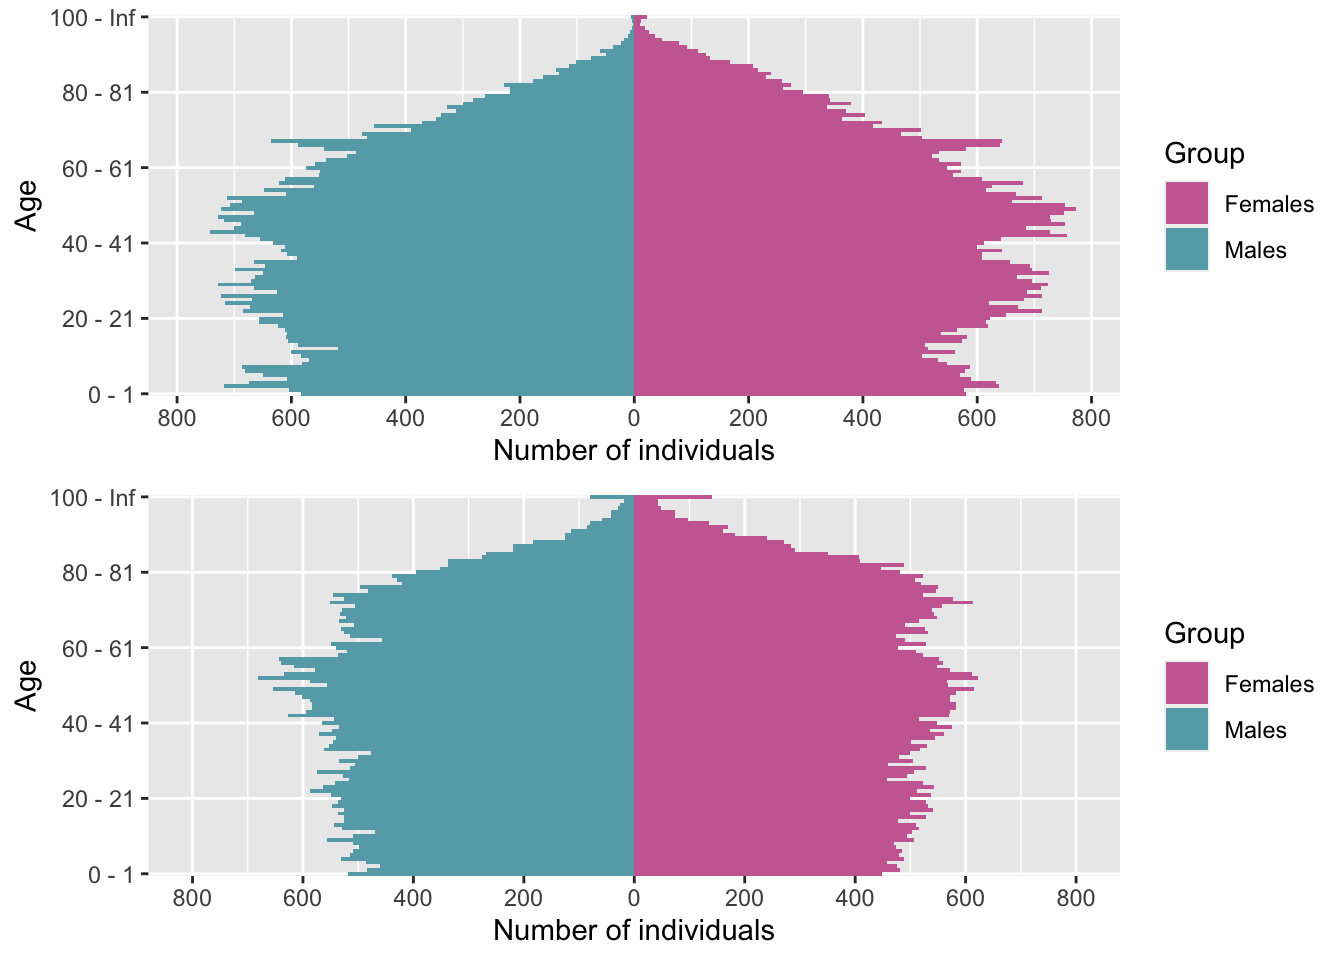 100 - Inf
80 - 81
60 - 61
40 - 41
20 - 21
0 - 1
Age
800 600 400 200 0 200 400 600 800
Number of individuals
Group
Females
Males
100 - Inf
80 - 81
60 - 61
40 - 41
20 - 21
0 - 1
Age
800 600 400 200 0 200 400 600 800
Number of individuals
Group
Females
Males